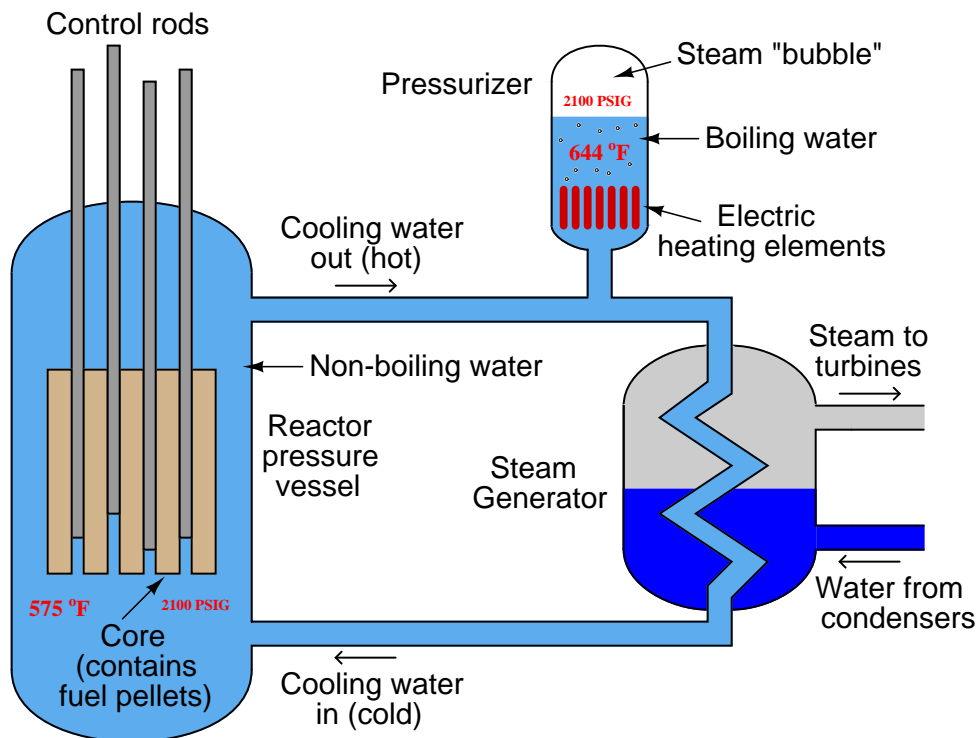 Control rods
Steam "bubble"
Pressurizer
2100 PSIG
Boiling water
644 °F
Electric
heating elements
Cooling water
out (hot)
Steam to
turbines
Non-boiling water
Reactor
pressure
vessel
Steam
Generator
575 °F
2100 PSIG
Water from
condensers
Core
(contains
fuel pellets)
Cooling water
in (cold)